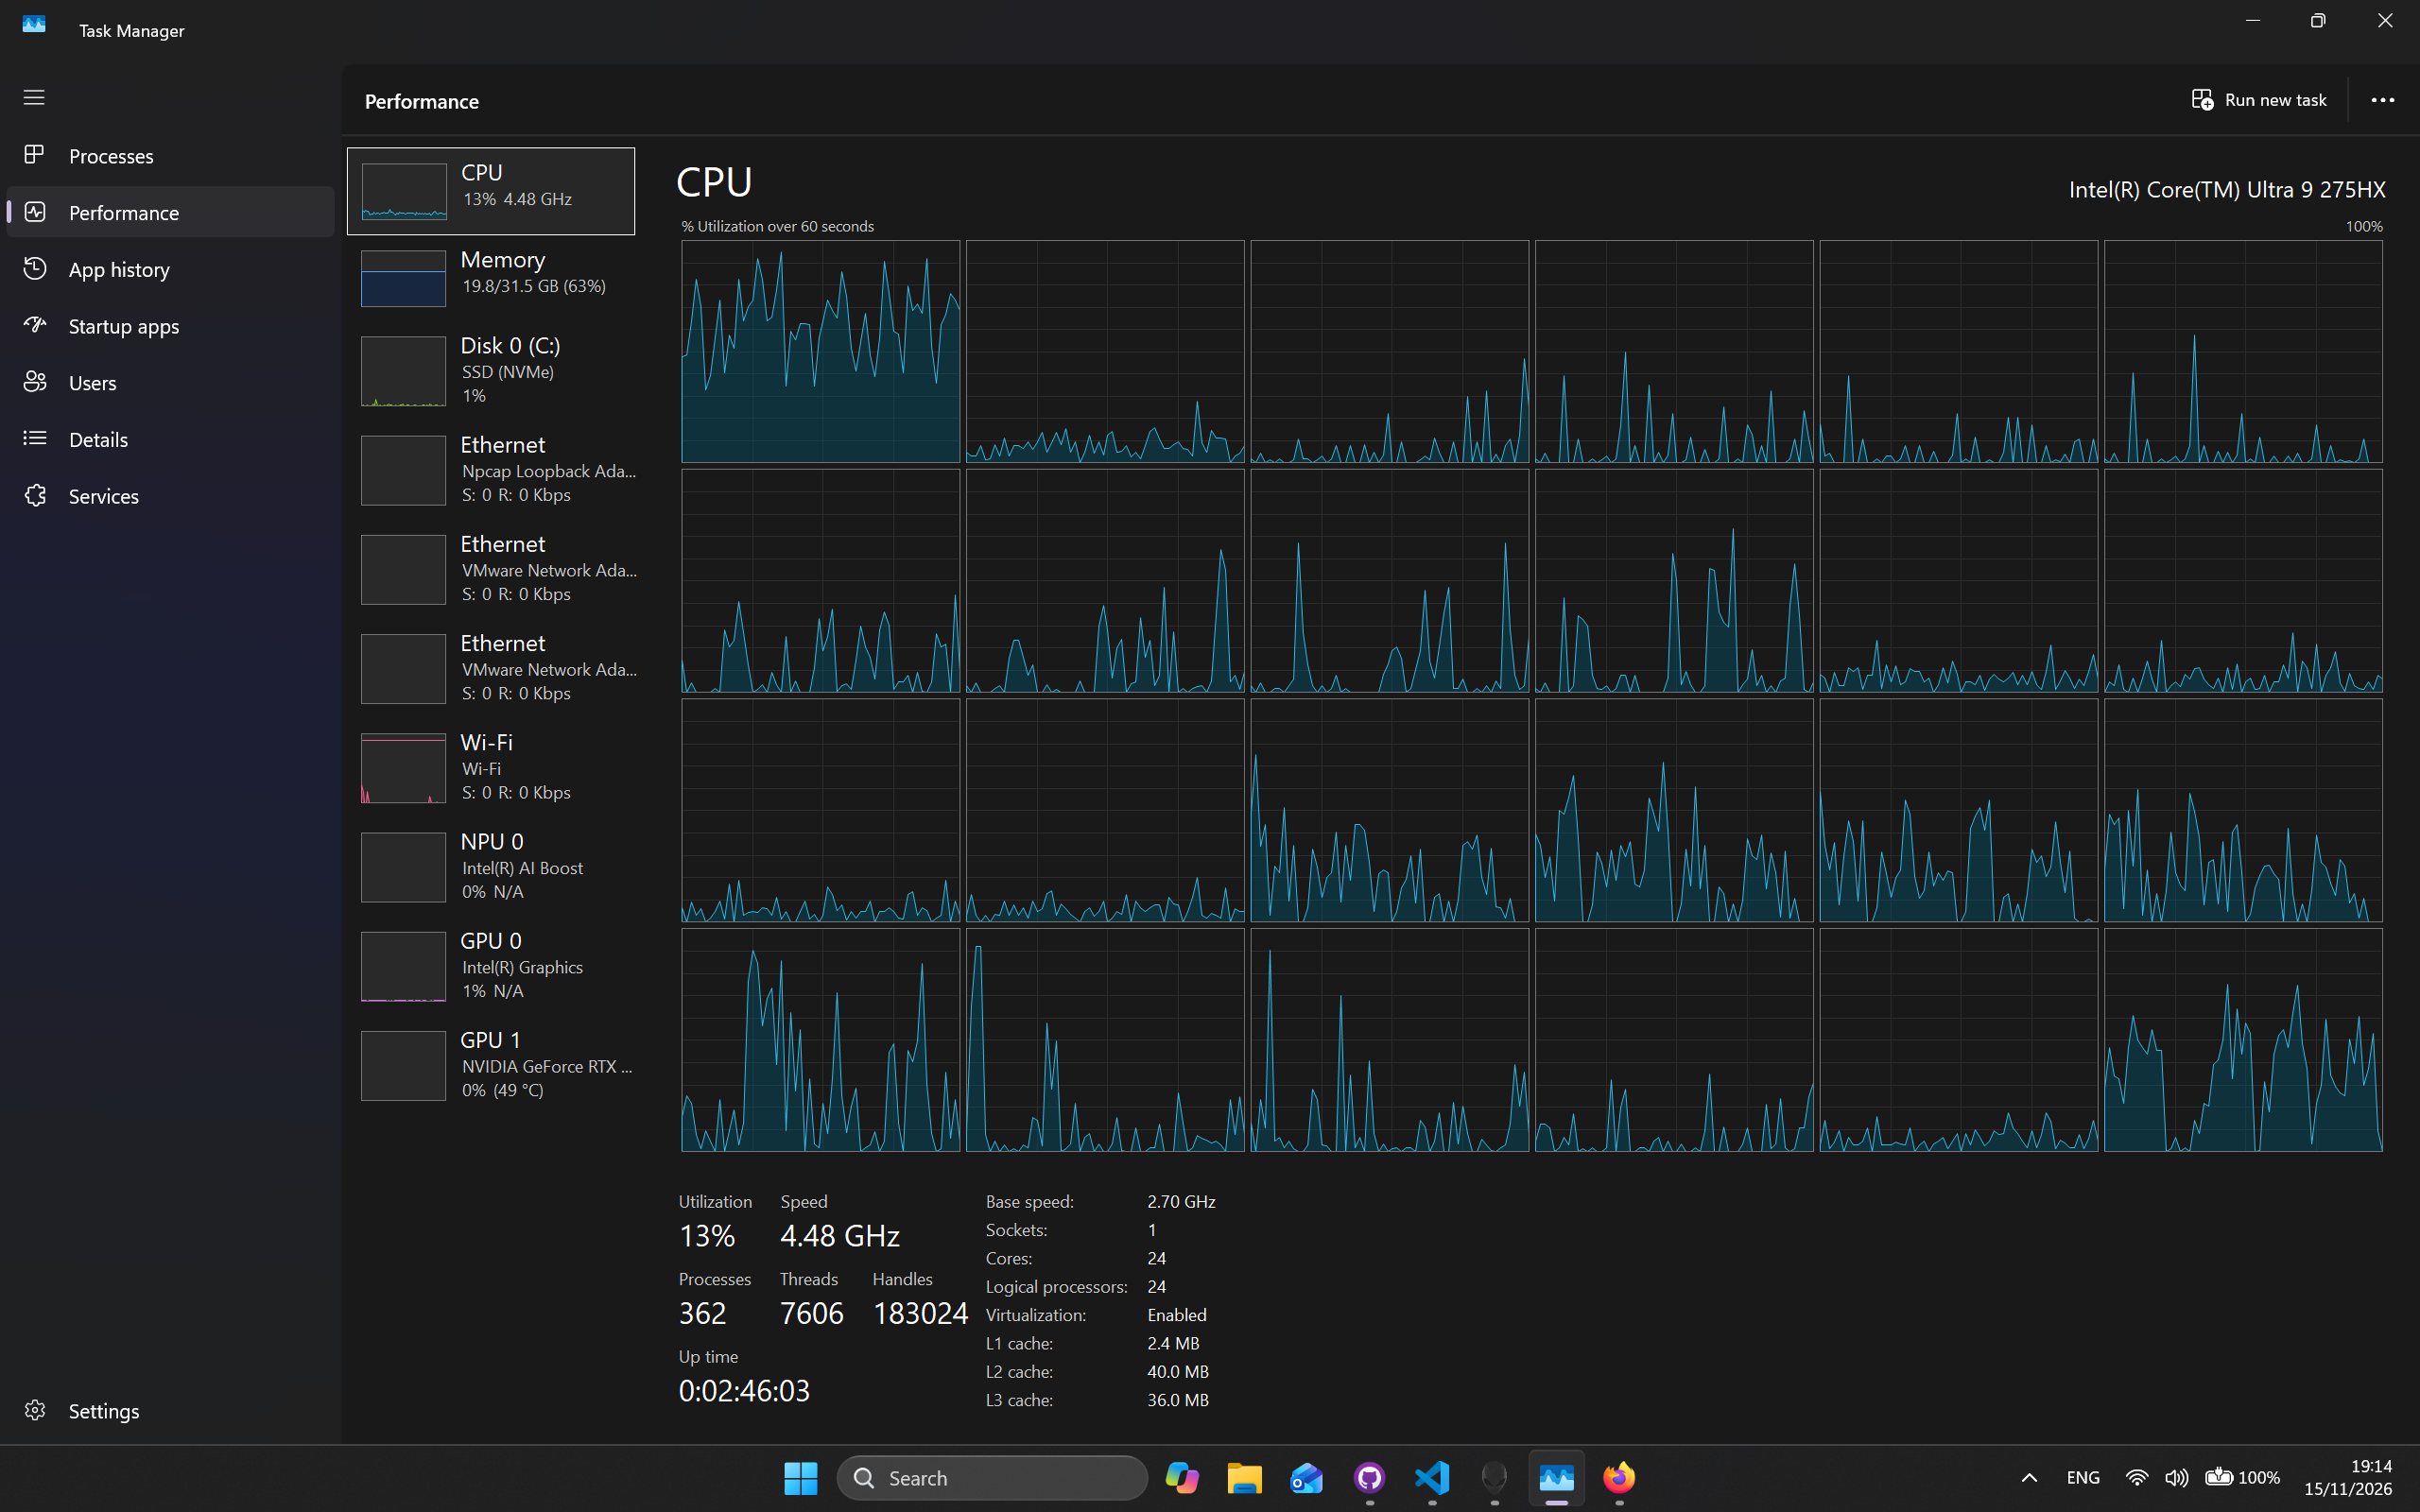 Task Manager
Performance
Run new task
Processes
Performance
App history
Startup apps
Users
Details
Services
Settings
CPU
13% 4.48 GHz
Memory
19.8/31.5 GB (63%)
Disk 0 (C:)
SSD (NVMe)
1%
Ethernet
Npcap Loopback Ada...
S: 0 R: 0 Kbps
Ethernet
VMware Network Ada...
S: 0 R: 0 Kbps
Ethernet
VMware Network Ada...
S: 0 R: 0 Kbps
Wi-Fi
Wi-Fi
S: 0 R: 0 Kbps
NPU 0
Intel(R) AI Boost
0% N/A
GPU 0
Intel(R) Graphics
1% N/A
GPU 1
NVIDIA GeForce RTX ...
0% (49 °C)
CPU
Intel(R) Core(TM) Ultra 9 275HX
% Utilization over 60 seconds
100%
Utilization Speed
13% 4.48 GHz
Processes Threads Handles
362 7606 183024
Up time
0:02:46:03
Base speed: 2.70 GHz
Sockets: 1
Cores: 24
Logical processors: 24
Virtualization: Enabled
L1 cache: 2.4 MB
L2 cache: 40.0 MB
L3 cache: 36.0 MB
Search
ENG
100%
19:14
15/11/2026